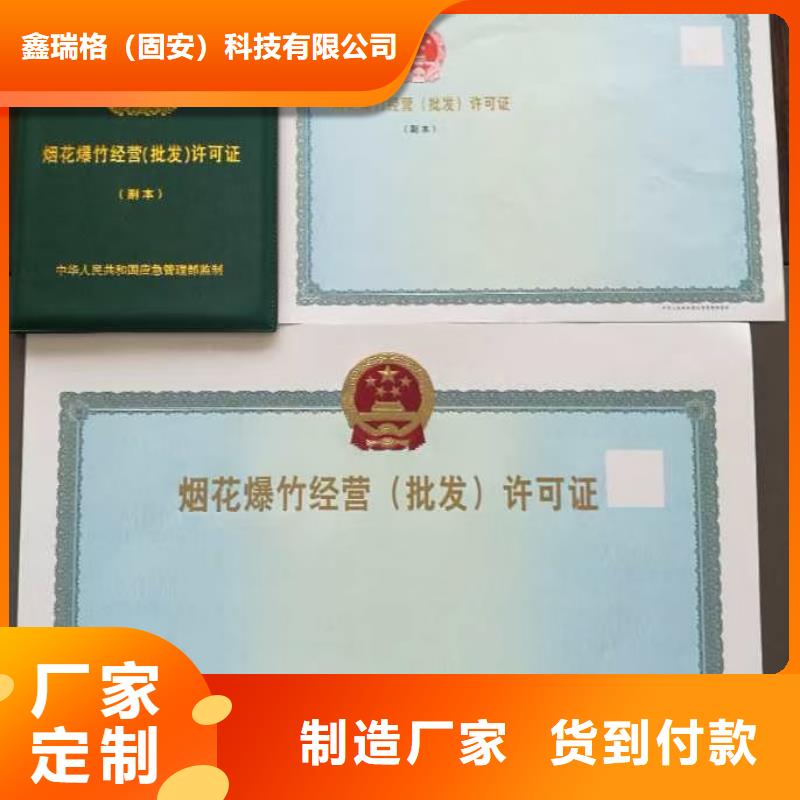 鑫瑞格（固安）科技有限公司
烟花爆竹经营(批发)许可证
（副本）
中华人民共和国应急管理部监制
经营（批发）许可证
（副本）
烟花爆竹经营（批发）许可证
厂家
定制
制造厂家 货到付款